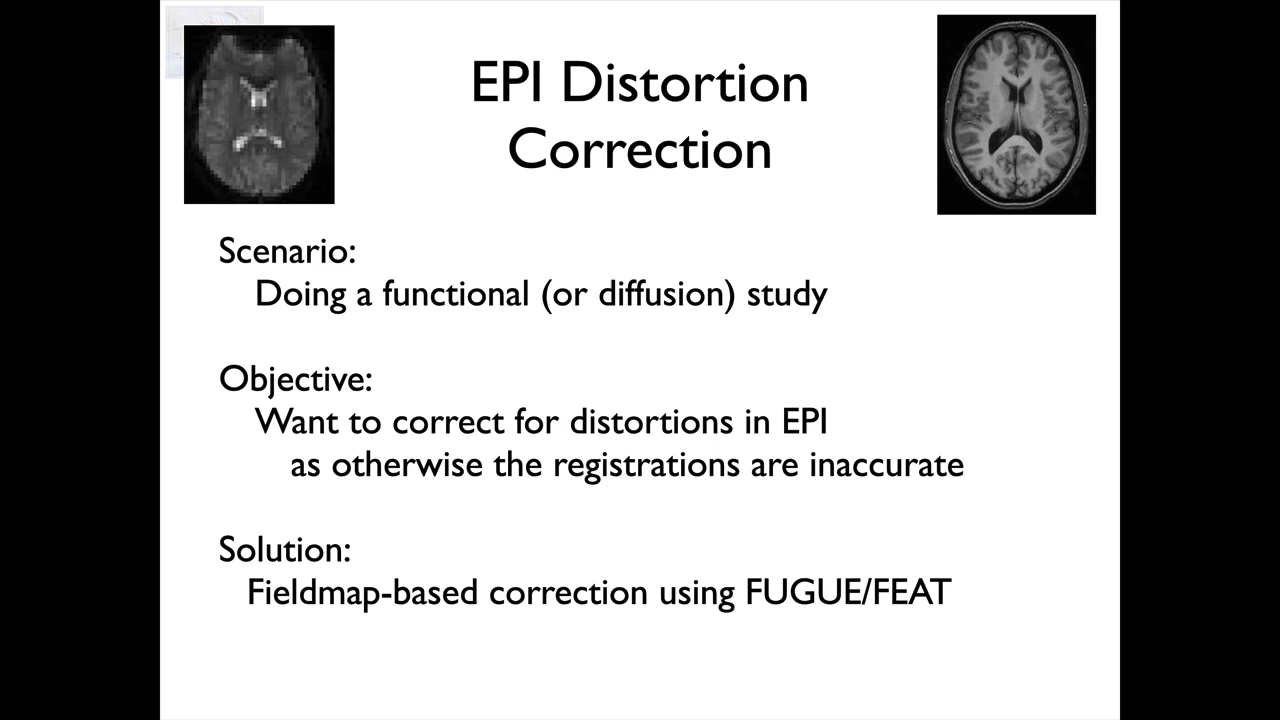 EPI Distortion
Correction
Scenario:
Doing a functional (or diffusion) study
Objective:
Want to correct for distortions in EPI
as otherwise the registrations are inaccurate
Solution:
Fieldmap-based correction using FUGUE/FEAT